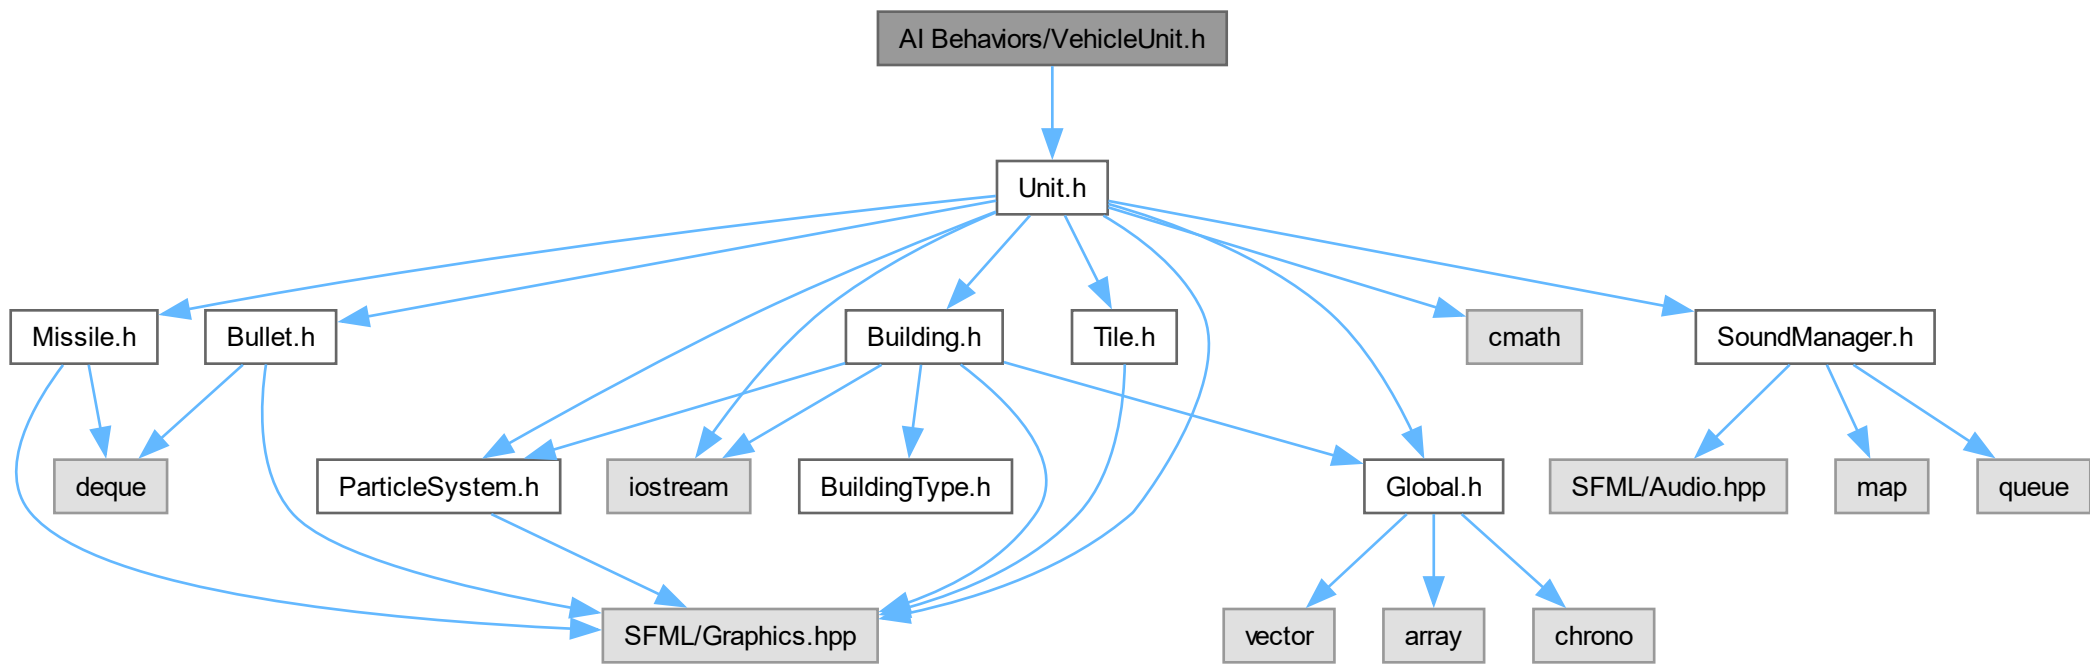 AI Behaviors/VehicleUnit.h
Unit.h
Missile.h
Bullet.h
Building.h
Tile.h
cmath
SoundManager.h
deque
ParticleSystem.h
iostream
BuildingType.h
Global.h
SFML/Audio.hpp
map
queue
SFML/Graphics.hpp
vector
array
chrono